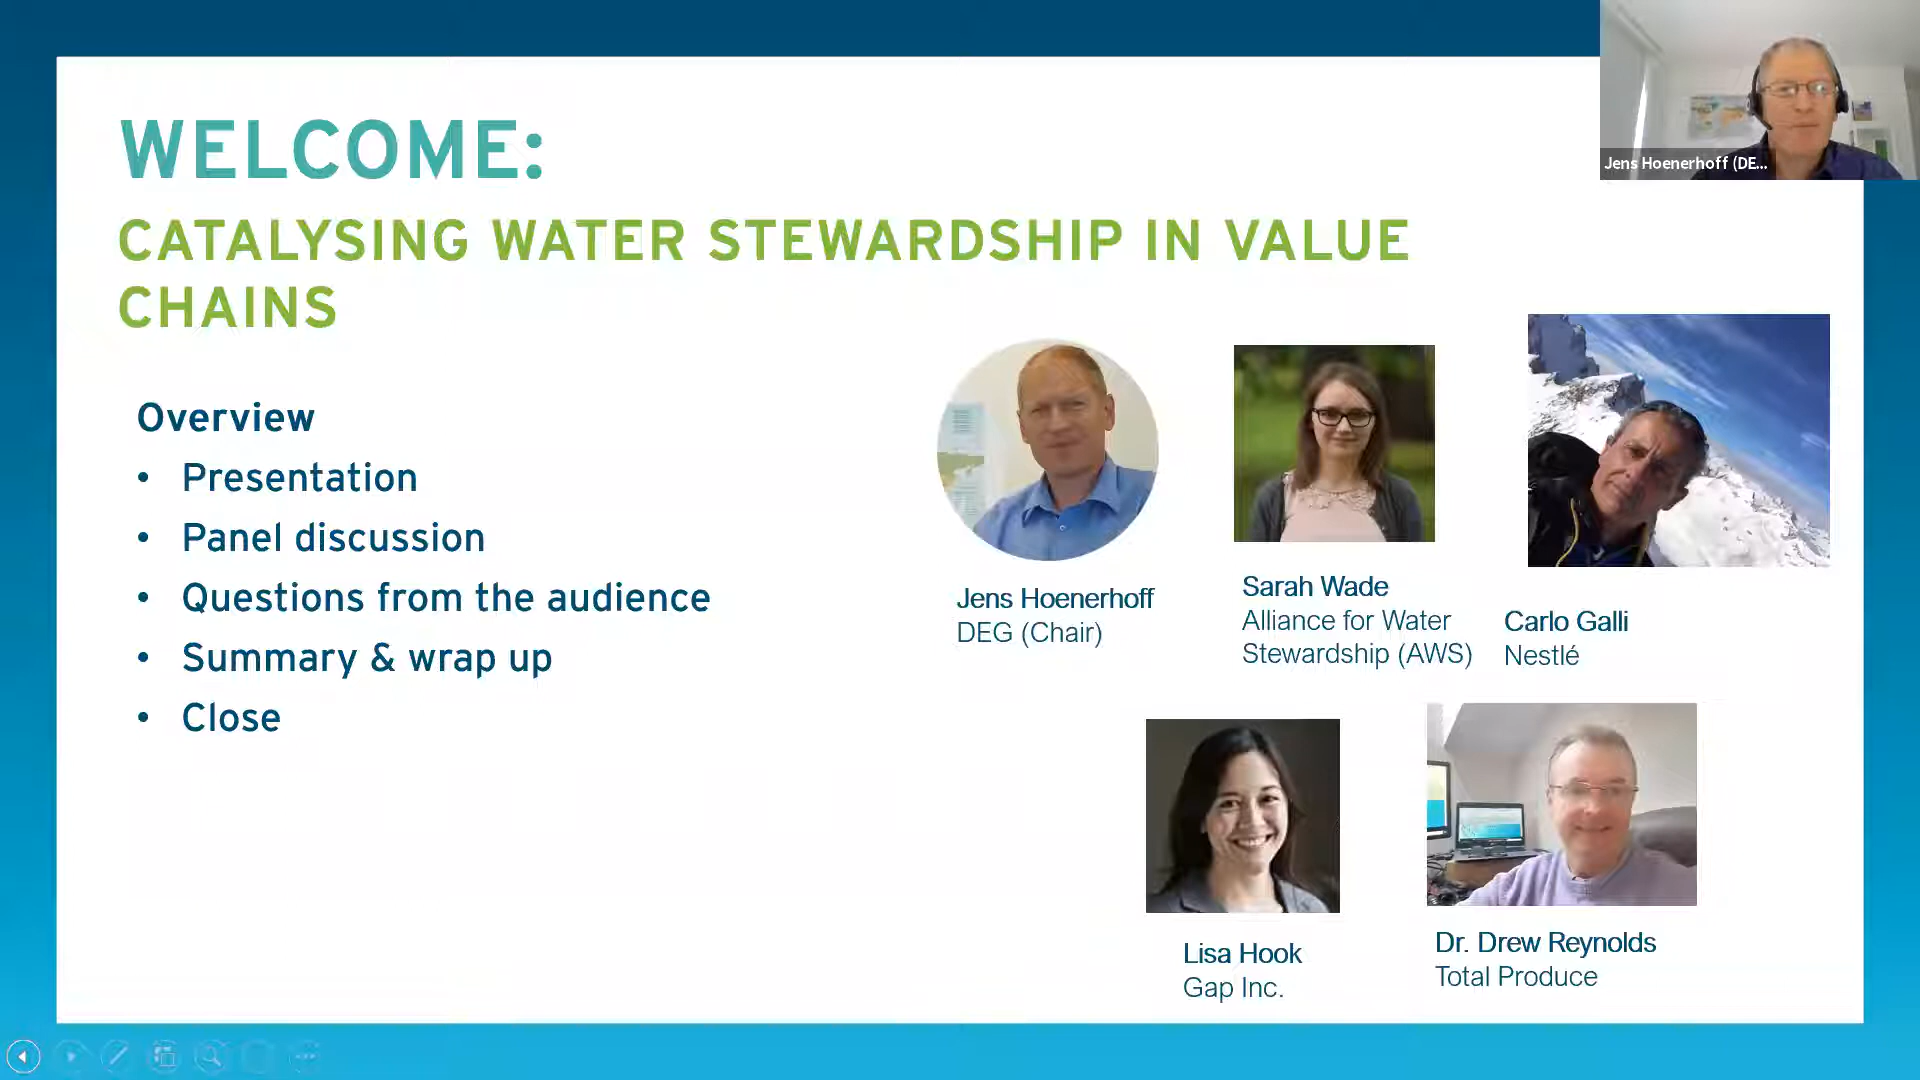 WELCOME:
CATALYSING WATER STEWARDSHIP IN VALUE
CHAINS
Jens Hoenerhoff (DE...
Overview
• Presentation
• Panel discussion
• Questions from the audience
• Summary & wrap up
• Close
Jens Hoenerhoff
DEG (Chair)
Sarah Wade
Alliance for Water
Stewardship (AWS)
Carlo Galli
Nestlé
Lisa Hook
Gap Inc.
Dr. Drew Reynolds
Total Produce